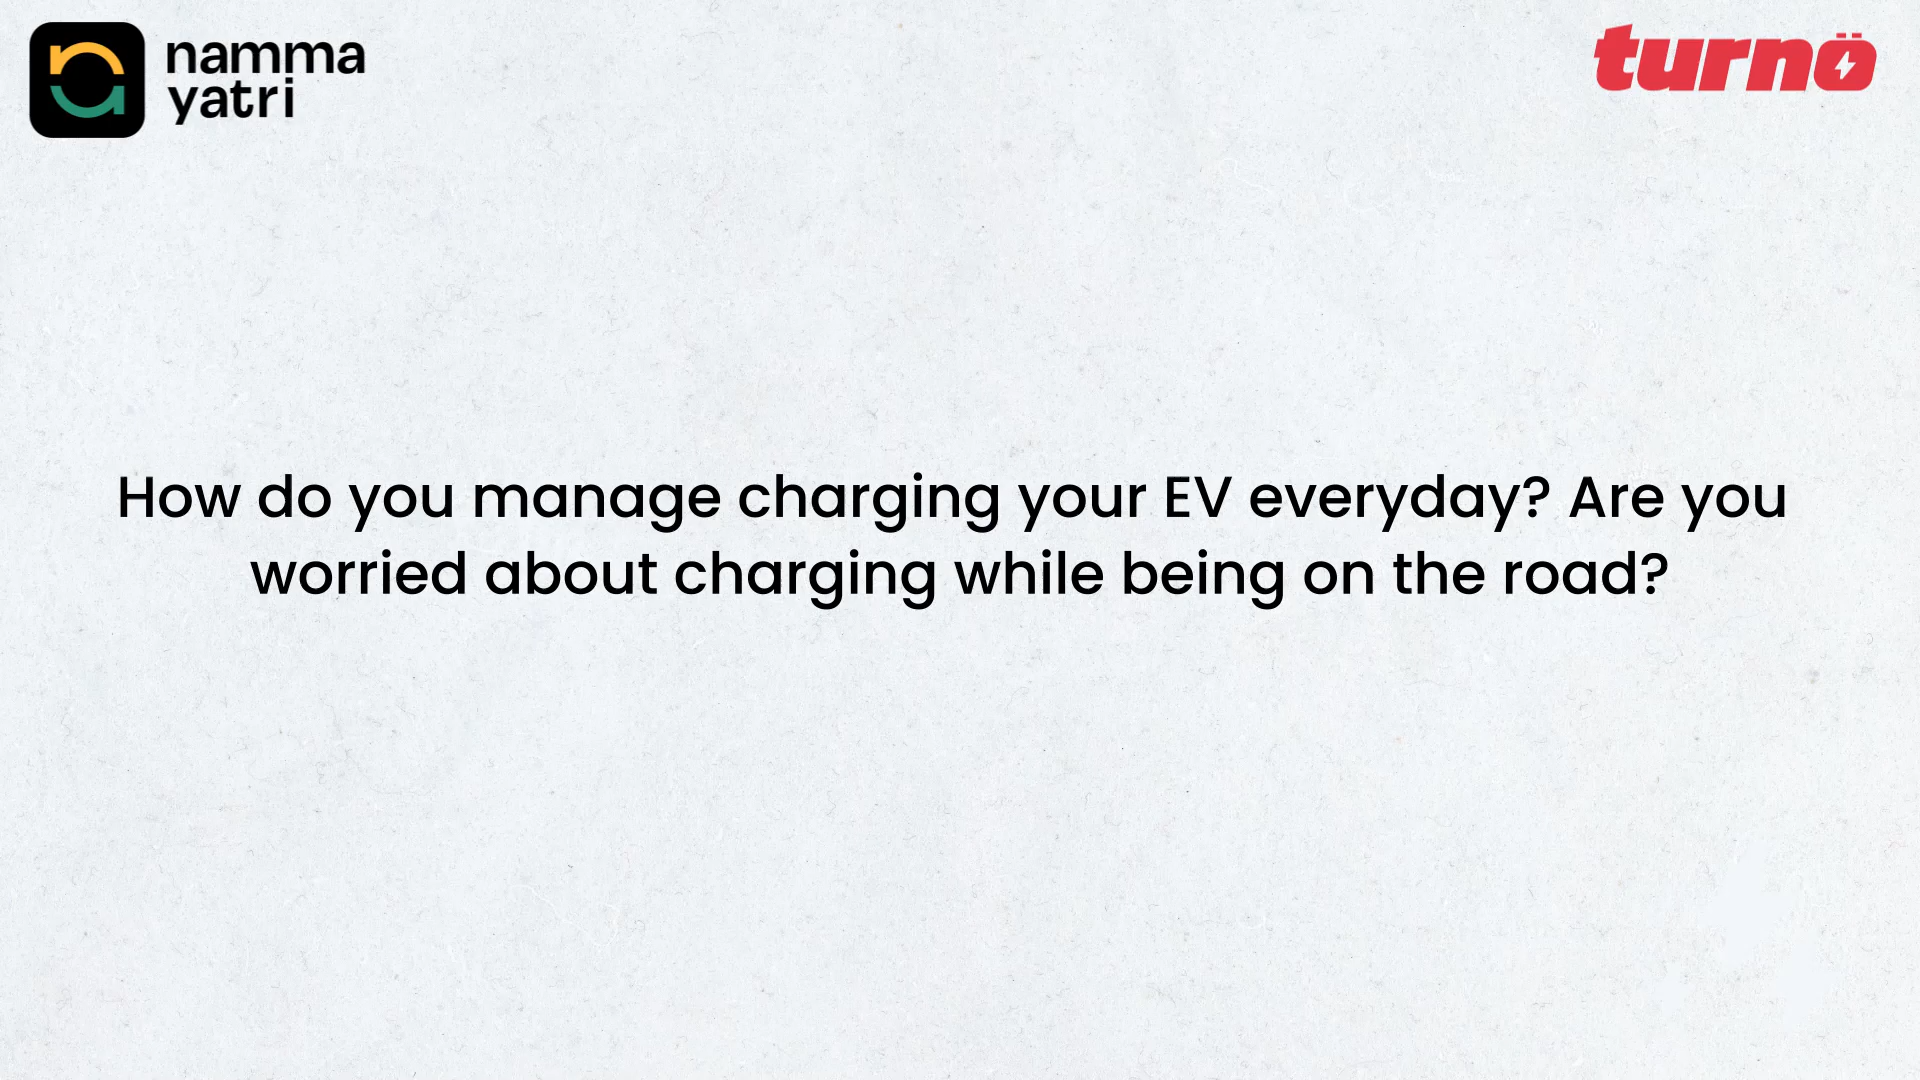 namma
yatri
turnö
How do you manage charging your EV everyday? Are you
worried about charging while being on the road?